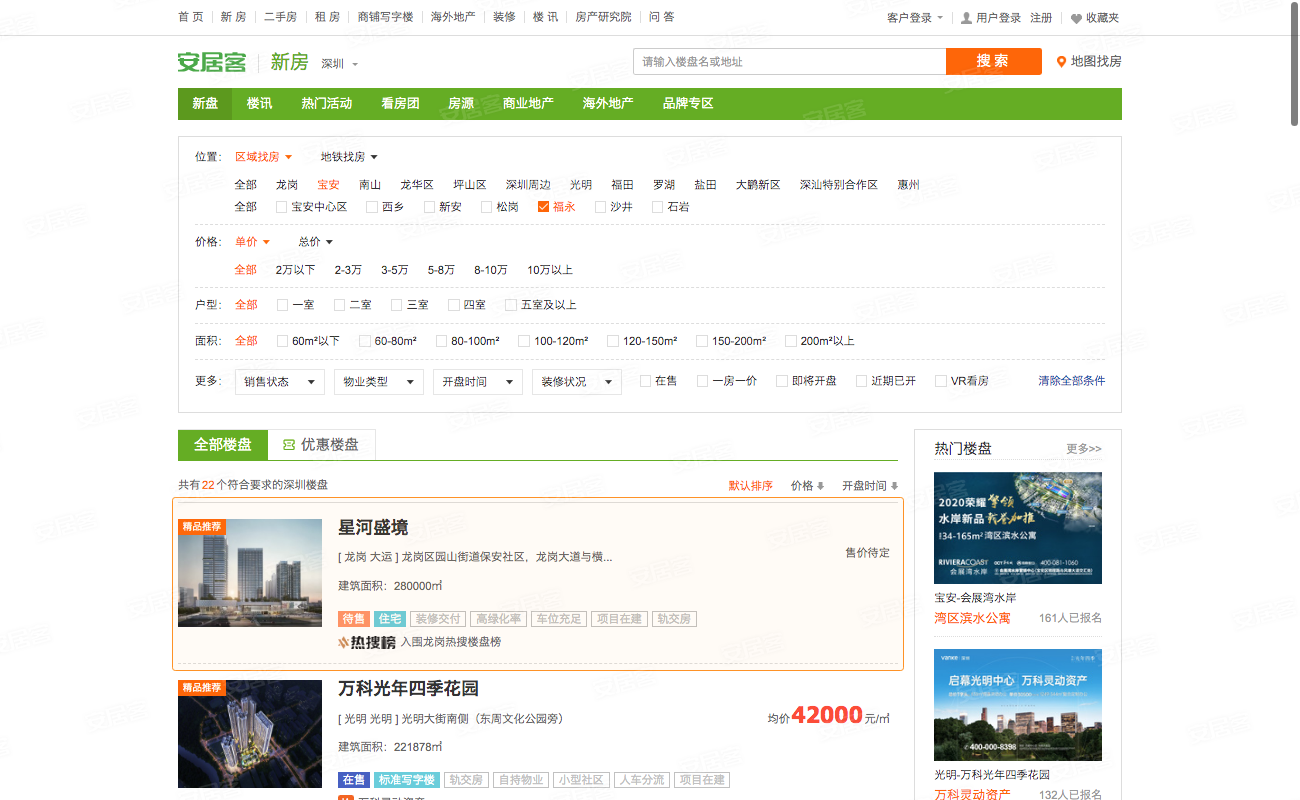 首 页 新 房 二手房 租 房 商铺写字楼 海外地产 装修 楼 讯 房产研究院 问 答 客户登录 用户登录 注册 收藏夹
安居客 新房 深圳 请输入楼盘名或地址 搜 索 地图找房
新盘 楼讯 热门活动 看房团 房源 商业地产 海外地产 品牌专区
位置: 区域找房 地铁找房
全部 龙岗 宝安 南山 龙华区 坪山区 深圳周边 光明 福田 罗湖 盐田 大鹏新区 深汕特别合作区 惠州
全部 宝安中心区 西乡 新安 松岗 福永 沙井 石岩
价格: 单价 总价
全部 2万以下 2-3万 3-5万 5-8万 8-10万 10万以上
户型: 全部 一室 二室 三室 四室 五室及以上
面积: 全部 60m²以下 60-80m² 80-100m² 100-120m² 120-150m² 150-200m² 200m²以上
更多: 销售状态 物业类型 开盘时间 装修状况 在售 一房一价 即将开盘 近期已开 VR看房 清除全部条件
全部楼盘 优惠楼盘
共有22个符合要求的深圳楼盘 默认排序 价格 开盘时间
精品推荐
星河盛境
[ 龙岗 大运 ] 龙岗区园山街道保安社区，龙岗大道与横...
售价待定
建筑面积：280000㎡
待售 住宅 装修交付 高绿化率 车位充足 项目在建 轨交房
热搜榜 入围龙岗热搜楼盘榜
精品推荐
万科光年四季花园
[ 光明 光明 ] 光明大街南侧（东周文化公园旁）
均价42000元/㎡
建筑面积：221878㎡
在售 标准写字楼 轨交房 自持物业 小型社区 人车分流 项目在建
万科灵动资产
热门楼盘 更多>>
2020荣耀擎领
水岸新品 我卷加推
134-165m²湾区滨水公寓
RIVIERACOAST
会展湾水岸
400-081-1060
宝安-会展湾水岸
湾区滨水公寓 161人已报名
vanke
启幕光明中心 万科灵动资产
400-000-8398
光明-万科光年四季花园
万科灵动资产 132人已报名